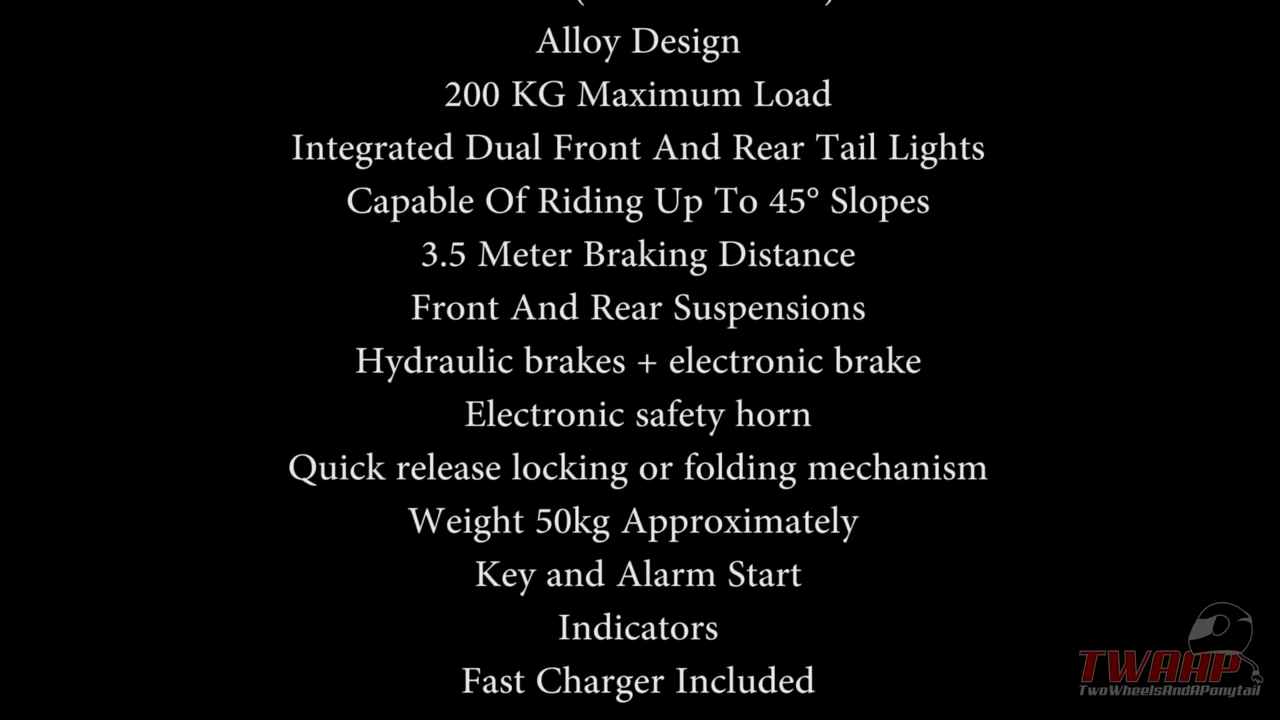 Alloy Design
200 KG Maximum Load
Integrated Dual Front And Rear Tail Lights
Capable Of Riding Up To 45° Slopes
3.5 Meter Braking Distance
Front And Rear Suspensions
Hydraulic brakes + electronic brake
Electronic safety horn
Quick release locking or folding mechanism
Weight 50kg Approximately
Key and Alarm Start
Indicators
Fast Charger Included
TWAHP
TwoWheelsAndAPonytail